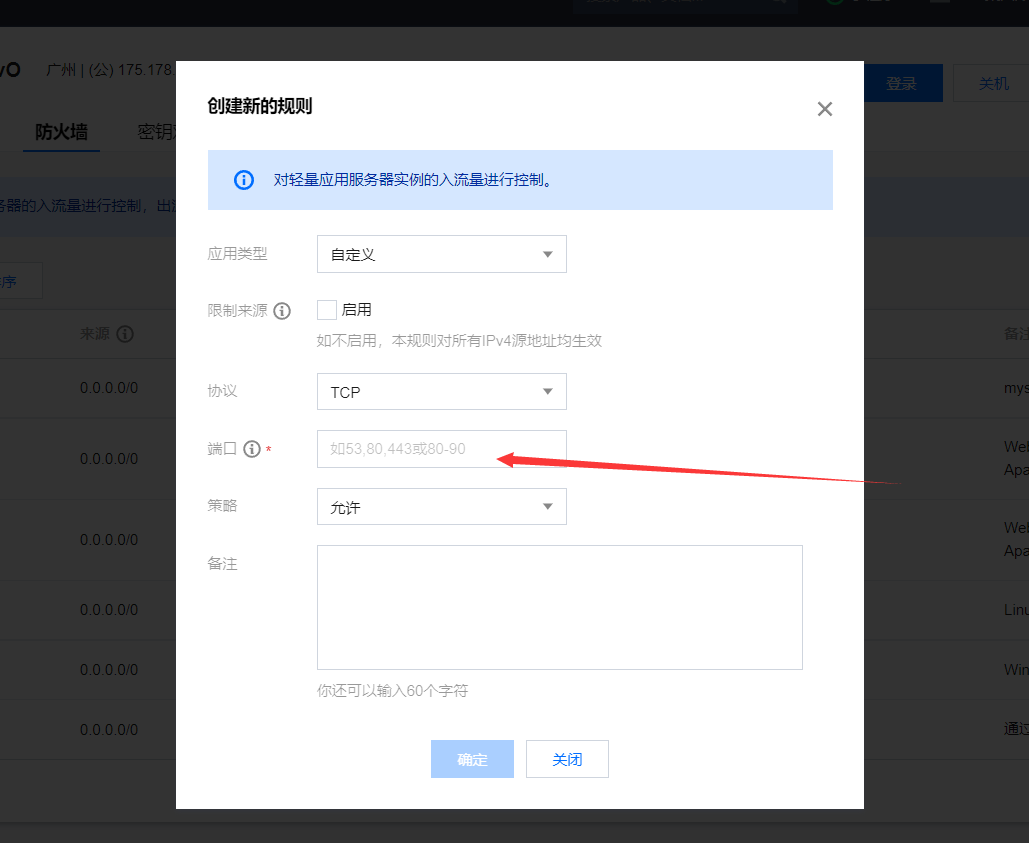 广州 | (公) 175.178.
登录
关机
防火墙
密钥
务器的入流量进行控制，出
序
来源
备注
0.0.0.0/0
mys
0.0.0.0/0
Web
Apa
0.0.0.0/0
Web
Apa
0.0.0.0/0
Linu
0.0.0.0/0
Win
0.0.0.0/0
通过
创建新的规则
对轻量应用服务器实例的入流量进行控制。
应用类型
自定义
限制来源
启用
如不启用，本规则对所有IPv4源地址均生效
协议
TCP
端口 *
如53,80,443或80-90
策略
允许
备注
你还可以输入60个字符
确定
关闭